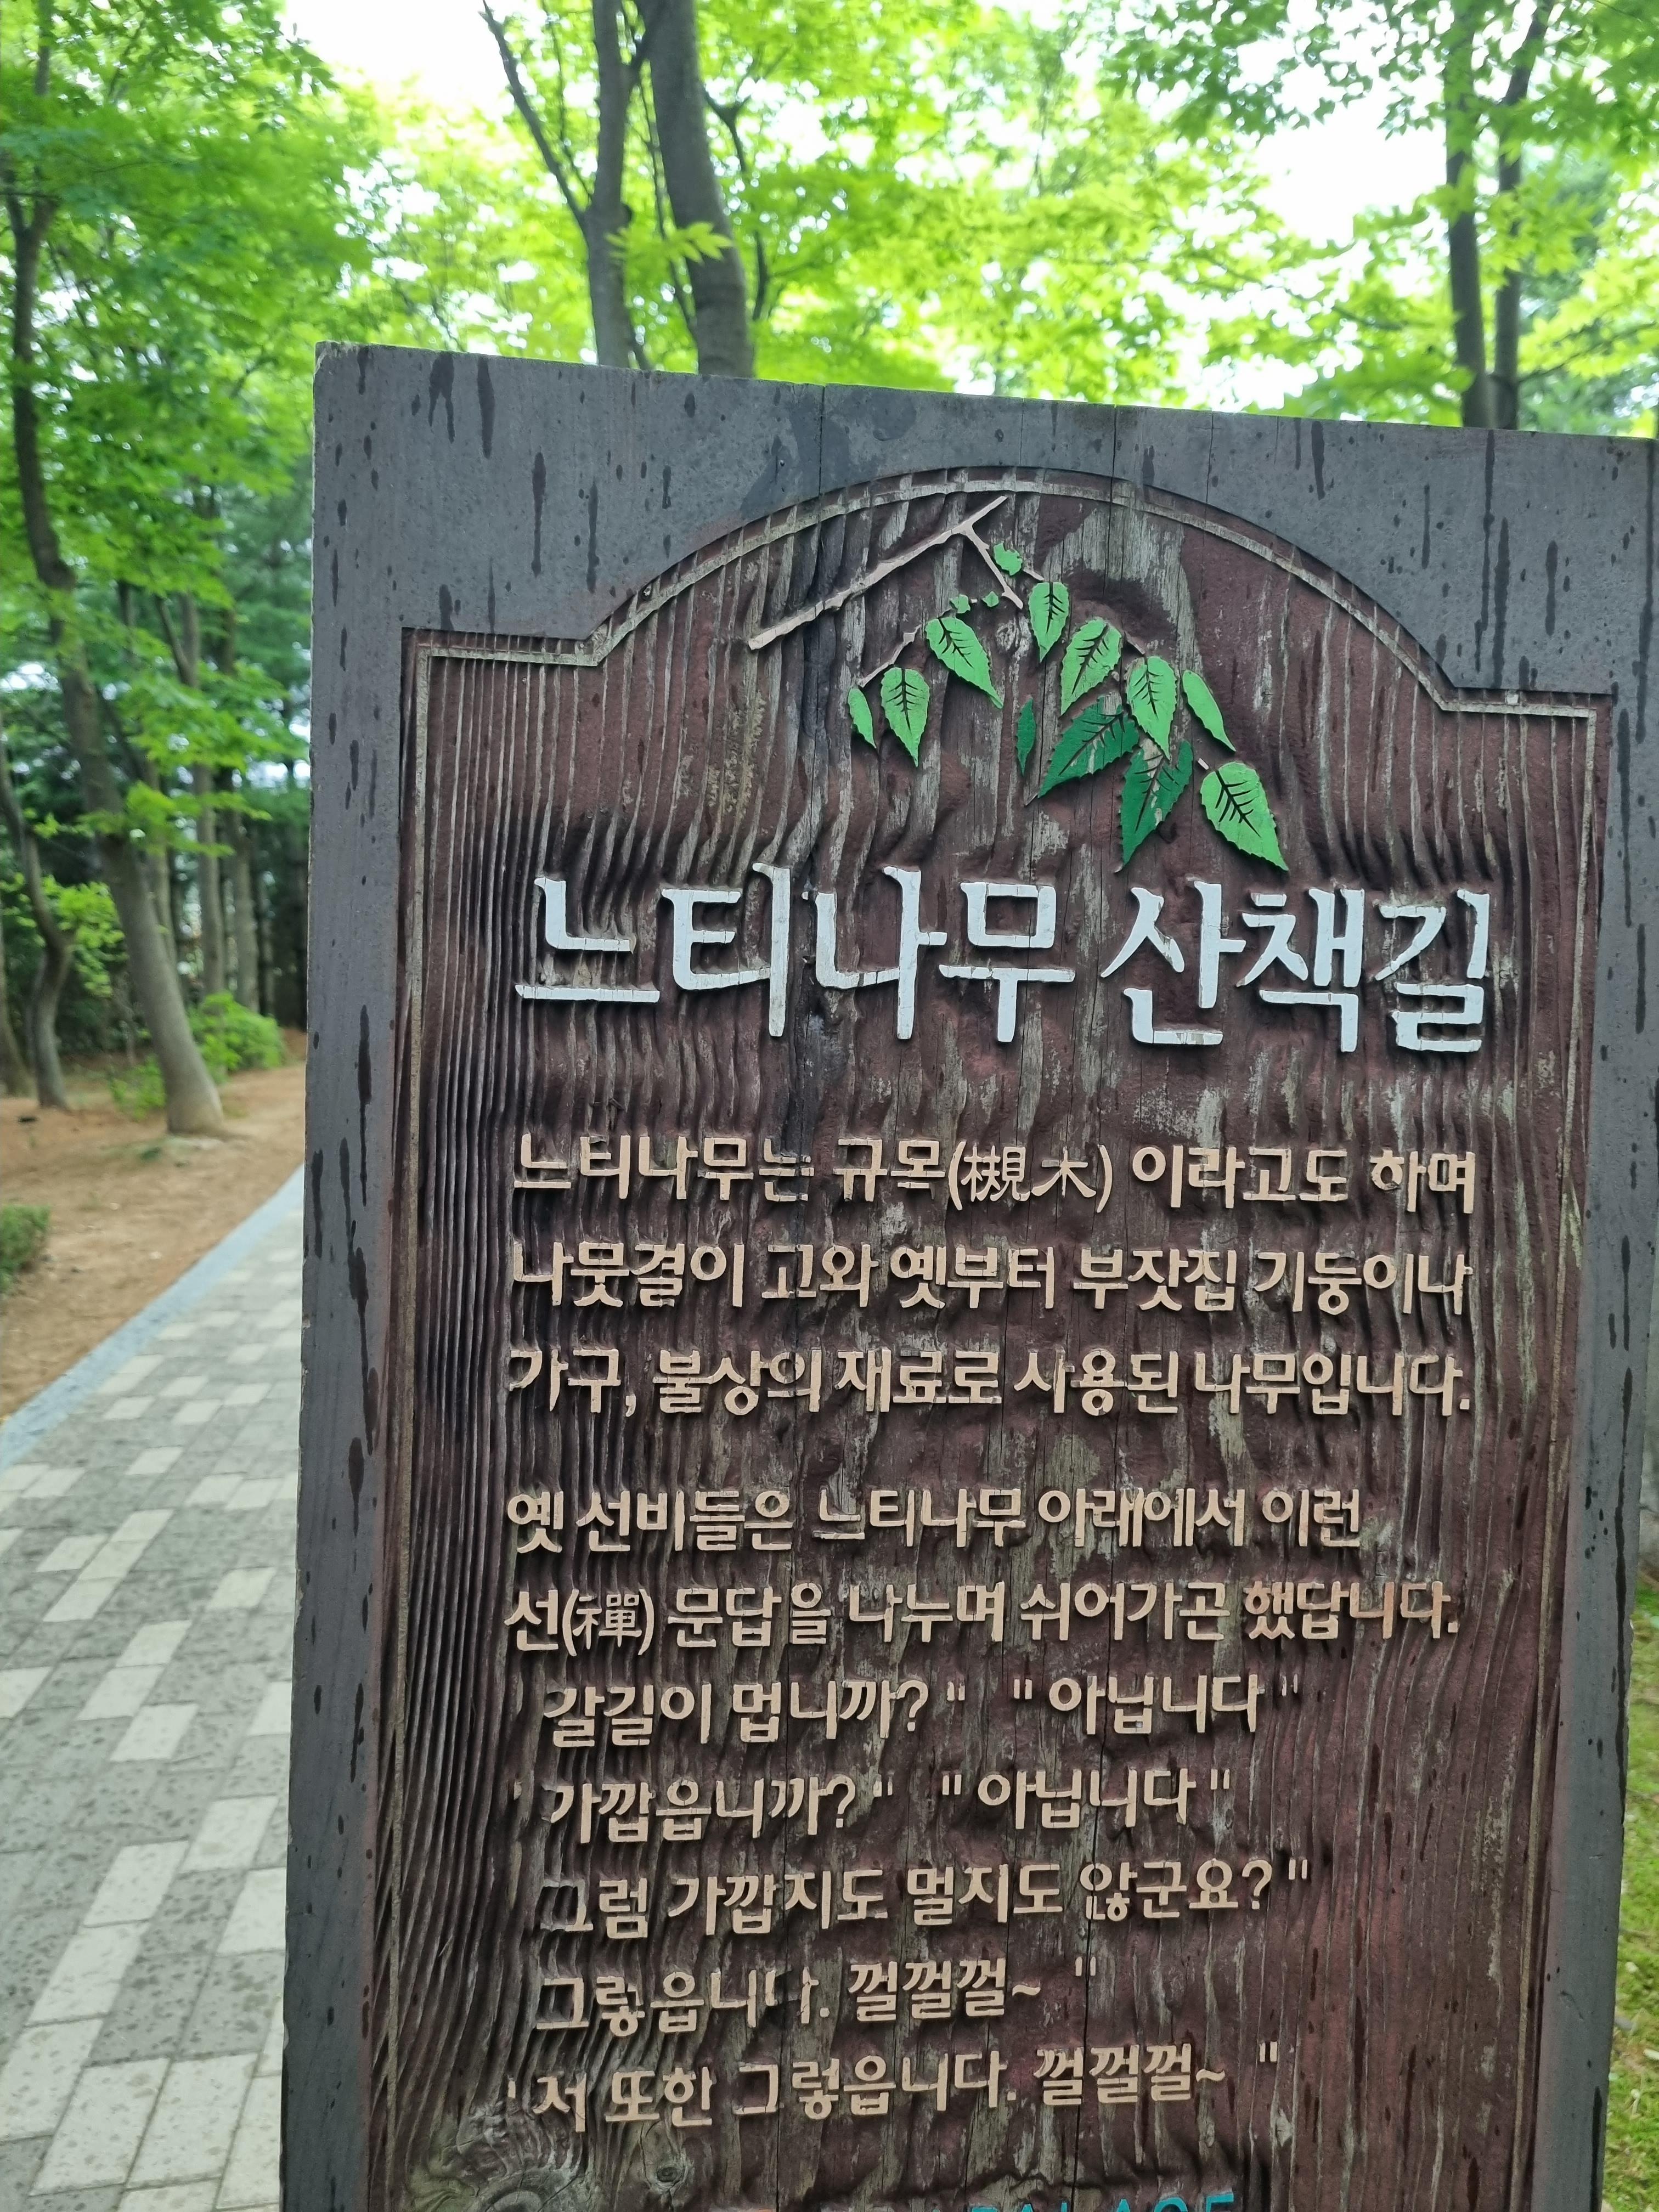 느티나무 산책길
느티나무는 규목(槻木) 이라고도 하며
나뭇결이 고와 옛부터 부잣집 기둥이나
가구, 불상의 재료로 사용된 나무입니다.
옛 선비들은 느티나무 아래에서 이런
선(禪) 문답을 나누며 쉬어가곤 했답니다.
' 갈길이 멉니까? " " 아닙니다 "
' 가깝읍니까? " " 아닙니다 "
그럼 가깝지도 멀지도 않군요? "
그렇읍니다. 껄껄껄~ "
' 저 또한 그렇읍니다. 껄껄껄~ "
PALACE